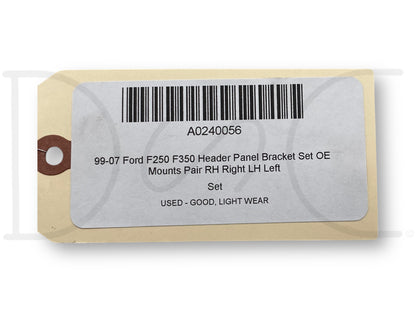 A0240056
99-07 Ford F250 F350 Header Panel Bracket Set OE
Mounts Pair RH Right LH Left
Set
USED - GOOD, LIGHT WEAR